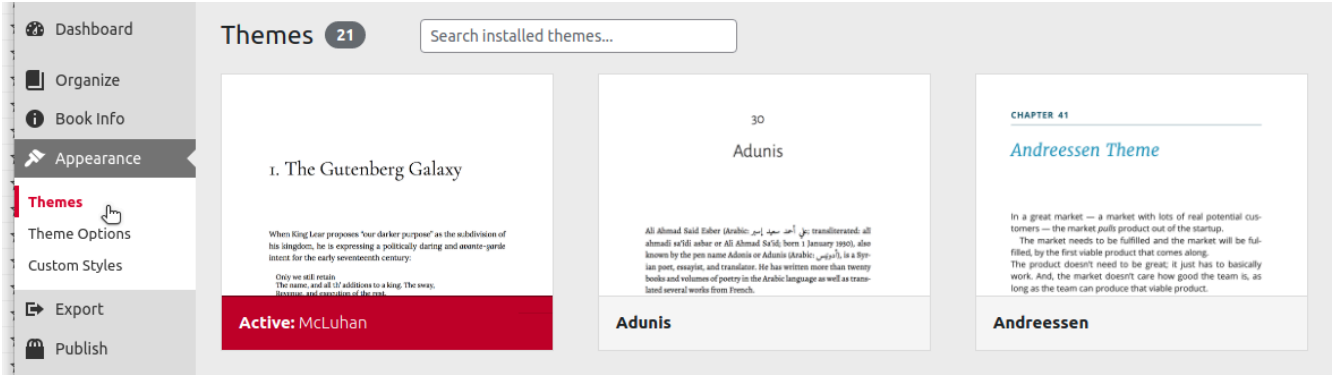 Dashboard
Organize
Book Info
Appearance
Themes
Theme Options
Custom Styles
Export
Publish
Themes 21
Search installed themes...
1. The Gutenberg Galaxy
When King Lear proposes "our darker purpose" as the subdivision of
his kingdom, he is expressing a politically daring and avante-garde
intent for the early seventeenth century:
Only we still retain
The name, and all th' additions to a king. The sway,
Revenue, and execution of the rest,
Active: McLuhan
30
Adunis
Ali Ahmad Said Esber (Arabic: علي أحمد سعيد إسبر; transliterated: all
ahmadi sa'īdi asbar or Ali Ahmad Sa'id; born 1 January 1930), also
known by the pen name Adonis or Adunis (Arabic: أدونيس), is a Syr-
ian poet, essayist, and translator. He has written more than twenty
books and volumes of poetry in the Arabic language as well as trans-
lated several works from French.
Adunis
CHAPTER 41
Andreessen Theme
In a great market — a market with lots of real potential cus-
tomers — the market pulls product out of the startup.
The market needs to be fulfilled and the market will be ful-
filled, by the first viable product that comes along.
The product doesn't need to be great; it just has to basically
work. And, the market doesn't care how good the team is, as
long as the team can produce that viable product.
Andreessen